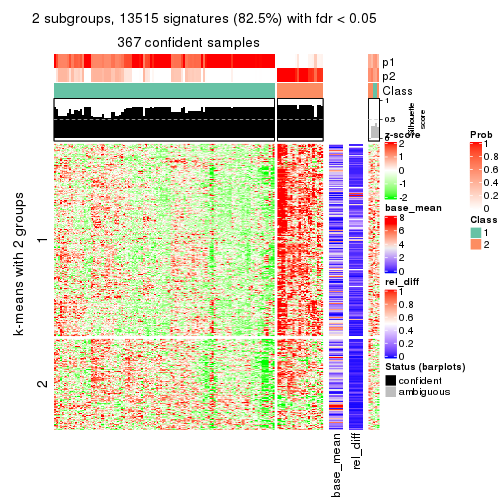 2 subgroups, 13515 signatures (82.5%) with fdr < 0.05
367 confident samples
p1
p2
Class
1
0.5
0
Silhouette
score
k-means with 2 groups
1
2
base_mean
rel_diff
z-score
2
1
0
-1
-2
base_mean
8
6
4
2
0
rel_diff
1
0.8
0.6
0.4
0.2
0
Status (barplots)
confident
ambiguous
Prob
1
0.8
0.6
0.4
0.2
0
Class
1
2